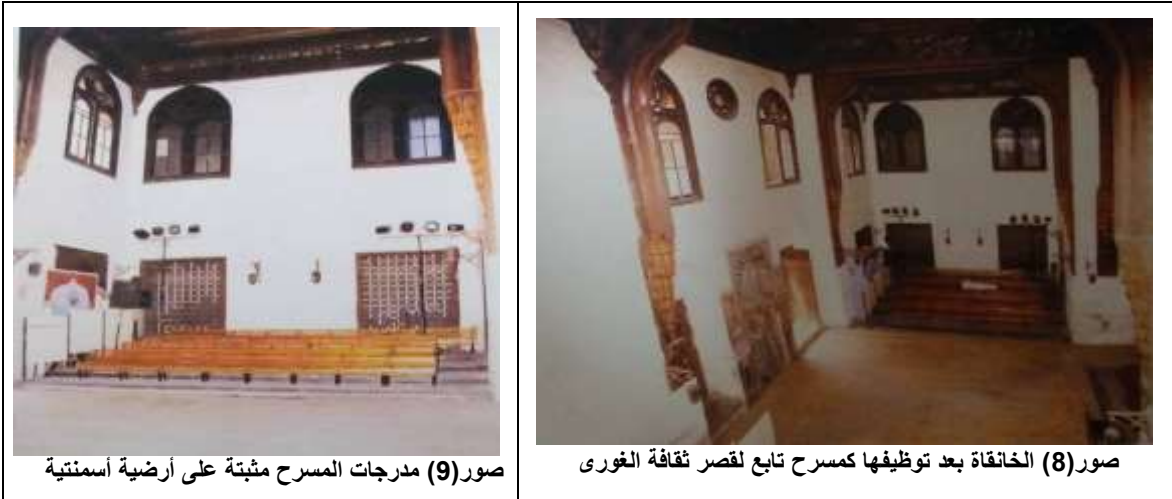 صور(8) الخانقاة بعد توظيفها كمسرح تابع لقصر ثقافة الغورى
صور(9) مدرجات المسرح مثبتة على أرضية أسمنتية